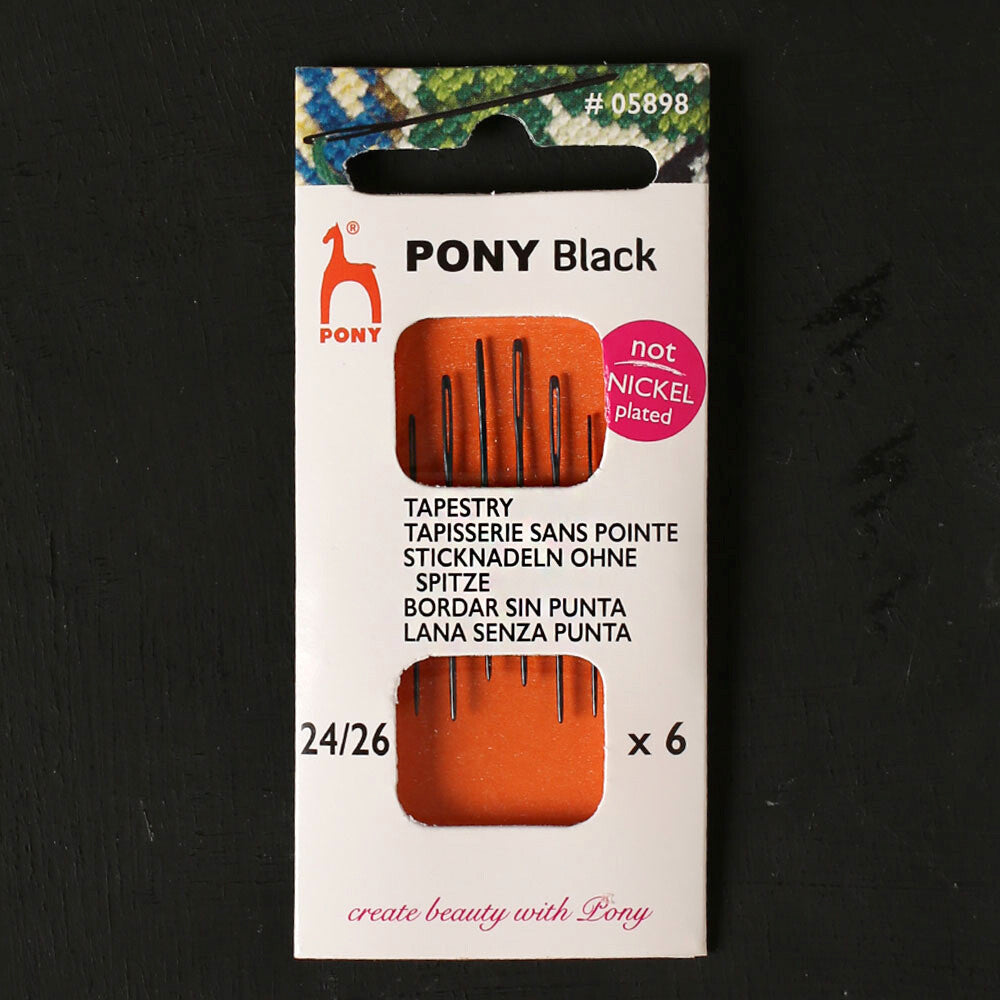 # 05898
®
PONY
PONY Black
not
NICKEL
plated
TAPESTRY
TAPISSERIE SANS POINTE
STICKNADELN OHNE
SPITZE
BORDAR SIN PUNTA
LANA SENZA PUNTA
24/26
x 6
create beauty with Pony